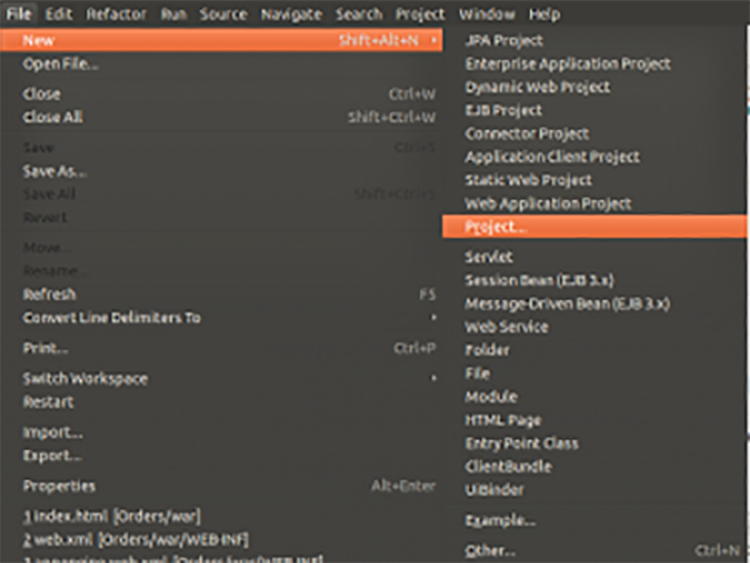 File Edit Refactor Run Source Navigate Search Project Window Help
New Shift+Alt+N
Open File...
Close Ctrl+W
Close All Shift+Ctrl+W
Save Ctrl+S
Save As...
Save All Shift+Ctrl+S
Revert
Move...
Rename...
Refresh F5
Convert Line Delimiters To
Print... Ctrl+P
Switch Workspace
Restart
Import...
Export...
Properties Alt+Enter
1 index.html [Orders/war]
2 web.xml [Orders/war/WEB-INF]
[Orders/war/WEB-INF]
JPA Project
Enterprise Application Project
Dynamic Web Project
EJB Project
Connector Project
Application Client Project
Static Web Project
Web Application Project
Project...
Servlet
Session Bean (EJB 3.x)
Message-Driven Bean (EJB 3.x)
Web Service
Folder
File
Module
HTML Page
Entry Point Class
ClientBundle
UiBinder
Example...
Other... Ctrl+N